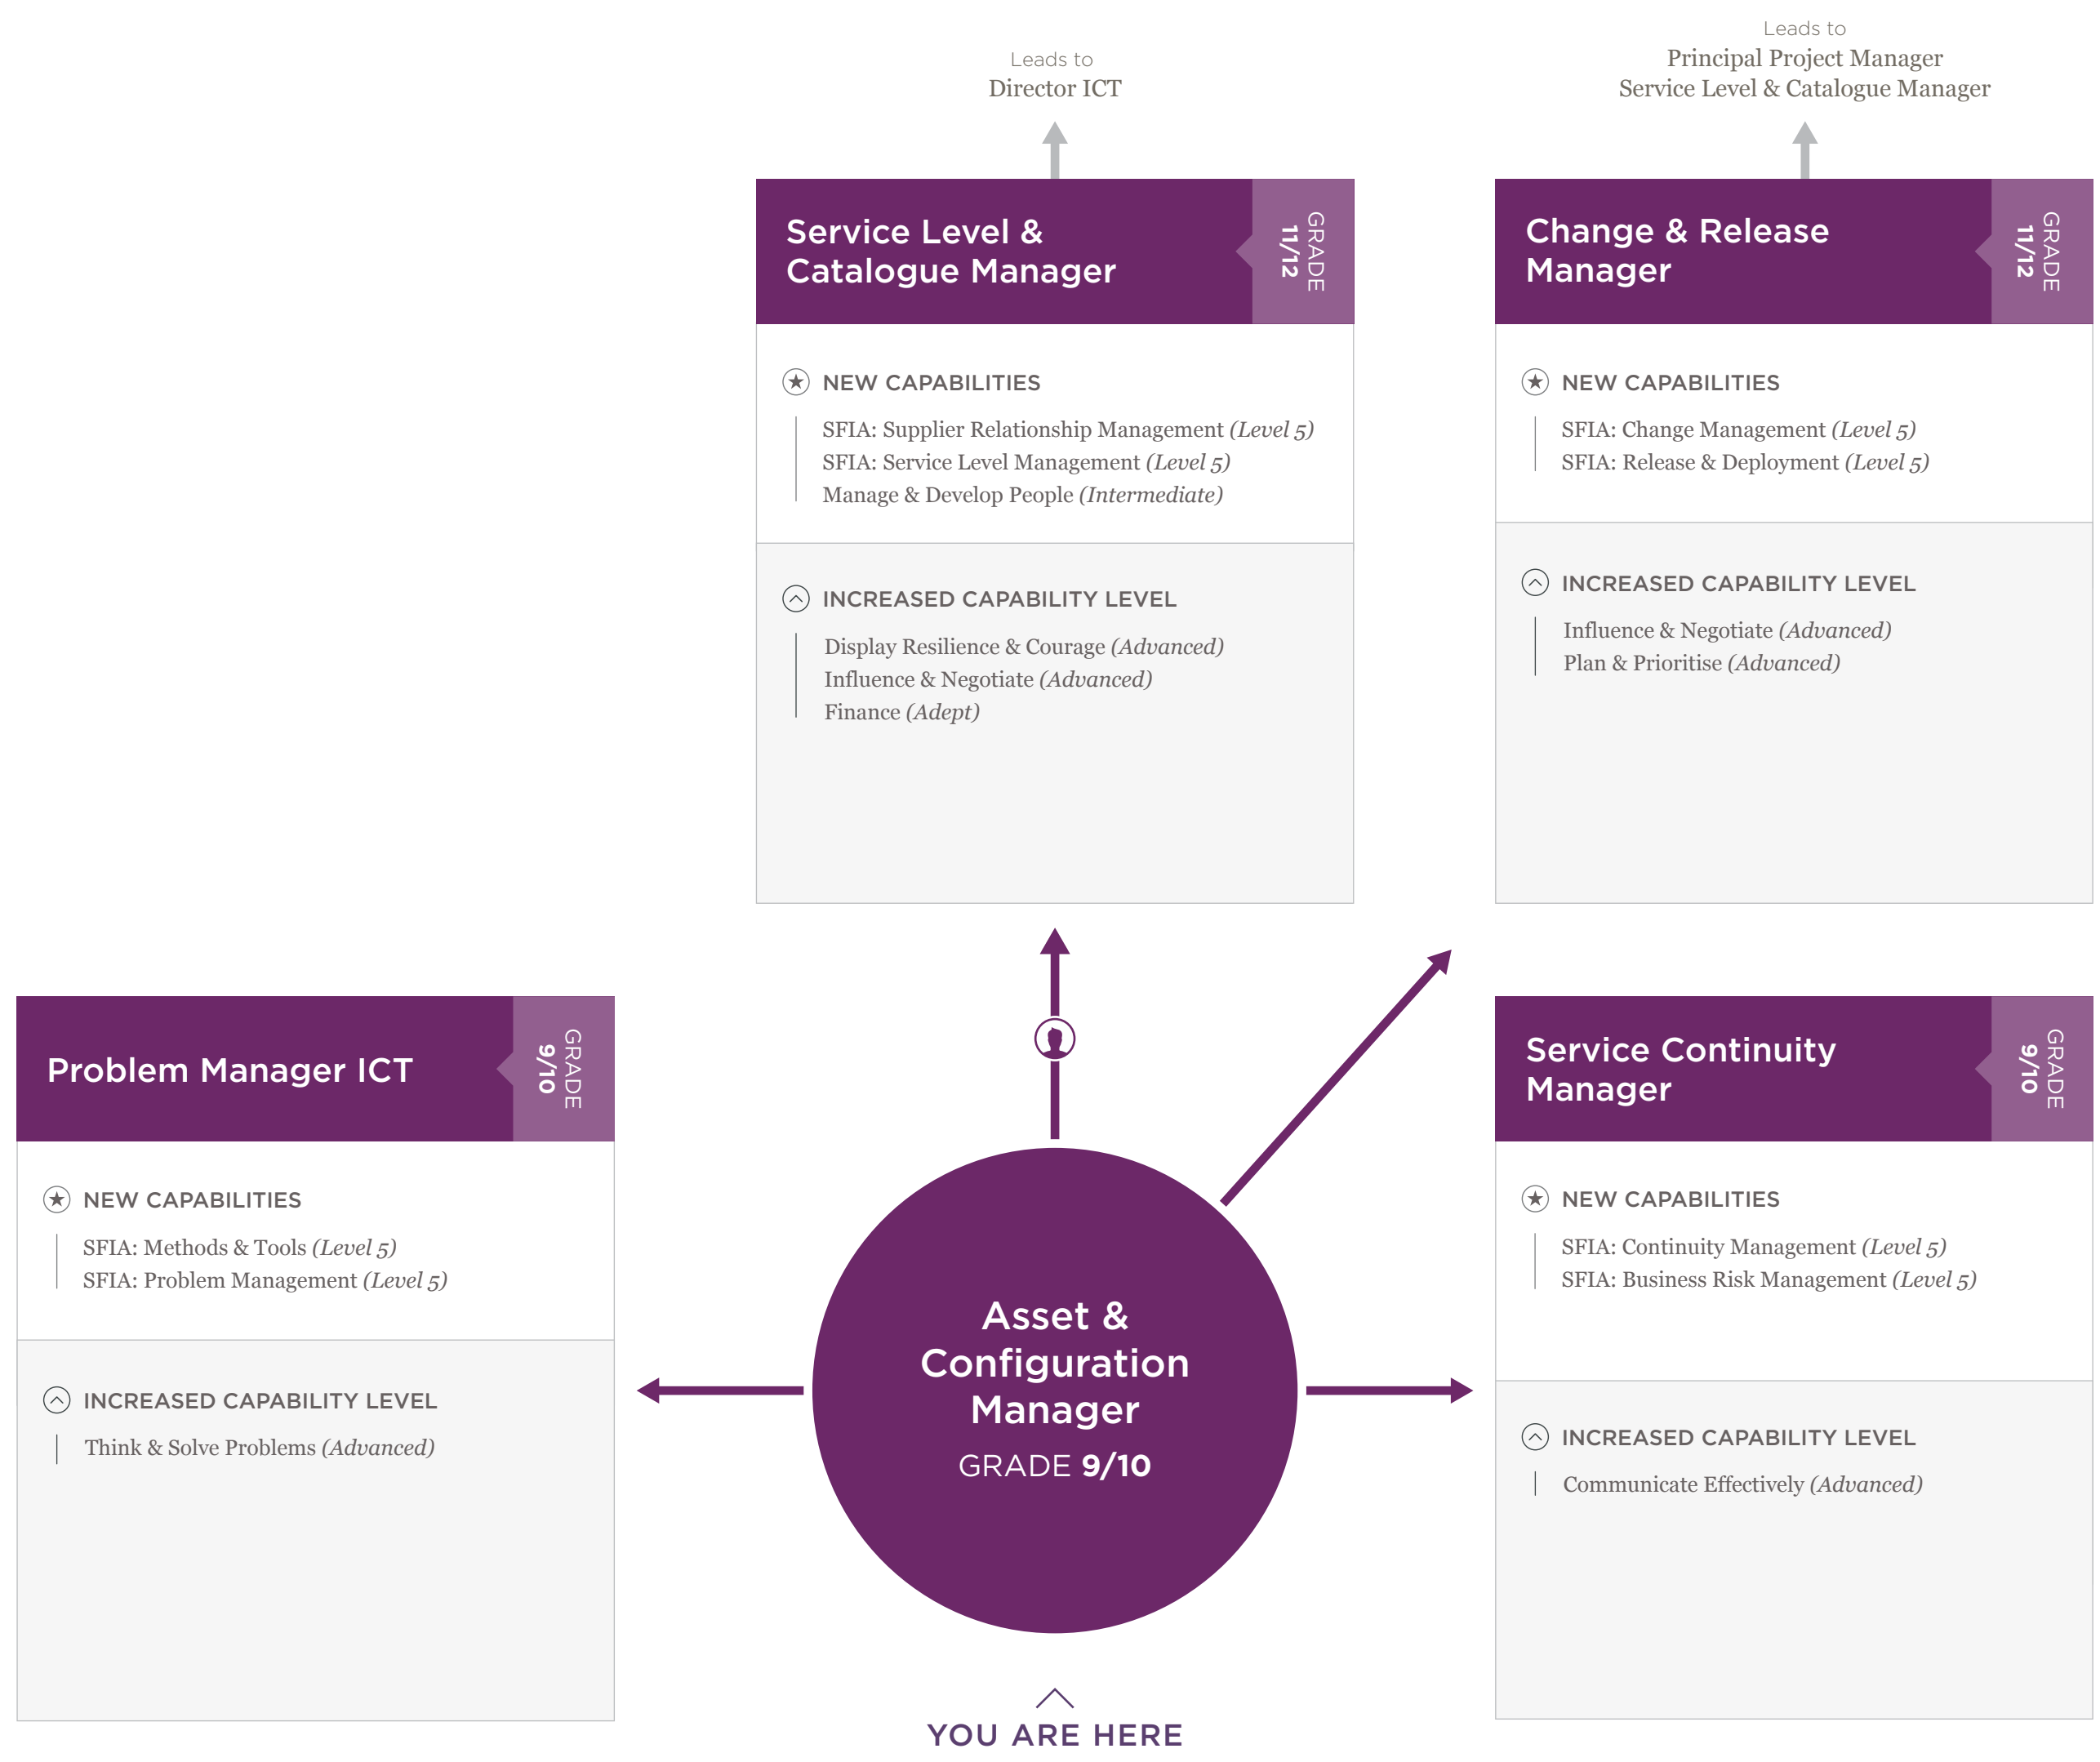 Leads to
Director ICT
Leads to
Principal Project Manager
Service Level & Catalogue Manager
Service Level &
Catalogue Manager
GRADE
11/12
NEW CAPABILITIES
SFIA: Supplier Relationship Management (Level 5)
SFIA: Service Level Management (Level 5)
Manage & Develop People (Intermediate)
INCREASED CAPABILITY LEVEL
Display Resilience & Courage (Advanced)
Influence & Negotiate (Advanced)
Finance (Adept)
Change & Release
Manager
GRADE
11/12
NEW CAPABILITIES
SFIA: Change Management (Level 5)
SFIA: Release & Deployment (Level 5)
INCREASED CAPABILITY LEVEL
Influence & Negotiate (Advanced)
Plan & Prioritise (Advanced)
Problem Manager ICT
GRADE
9/10
NEW CAPABILITIES
SFIA: Methods & Tools (Level 5)
SFIA: Problem Management (Level 5)
INCREASED CAPABILITY LEVEL
Think & Solve Problems (Advanced)
Asset &
Configuration
Manager
GRADE 9/10
YOU ARE HERE
Service Continuity
Manager
GRADE
9/10
NEW CAPABILITIES
SFIA: Continuity Management (Level 5)
SFIA: Business Risk Management (Level 5)
INCREASED CAPABILITY LEVEL
Communicate Effectively (Advanced)